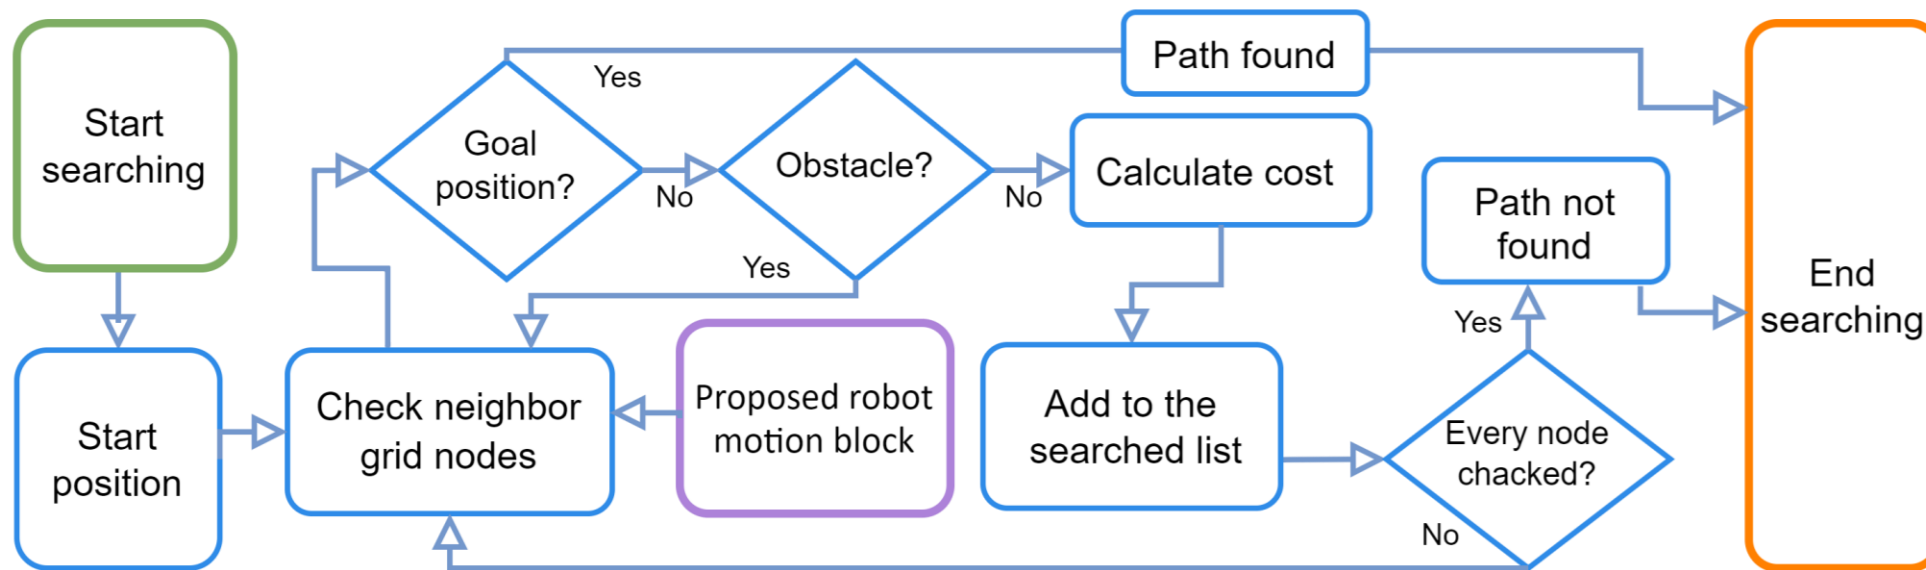 Start
searching
Start
position
Check neighbor
grid nodes
Goal
position?
Yes
No
Obstacle?
Yes
No
Path found
Calculate cost
Proposed robot
motion block
Add to the
searched list
Every node
chacked?
Yes
No
Path not
found
End
searching